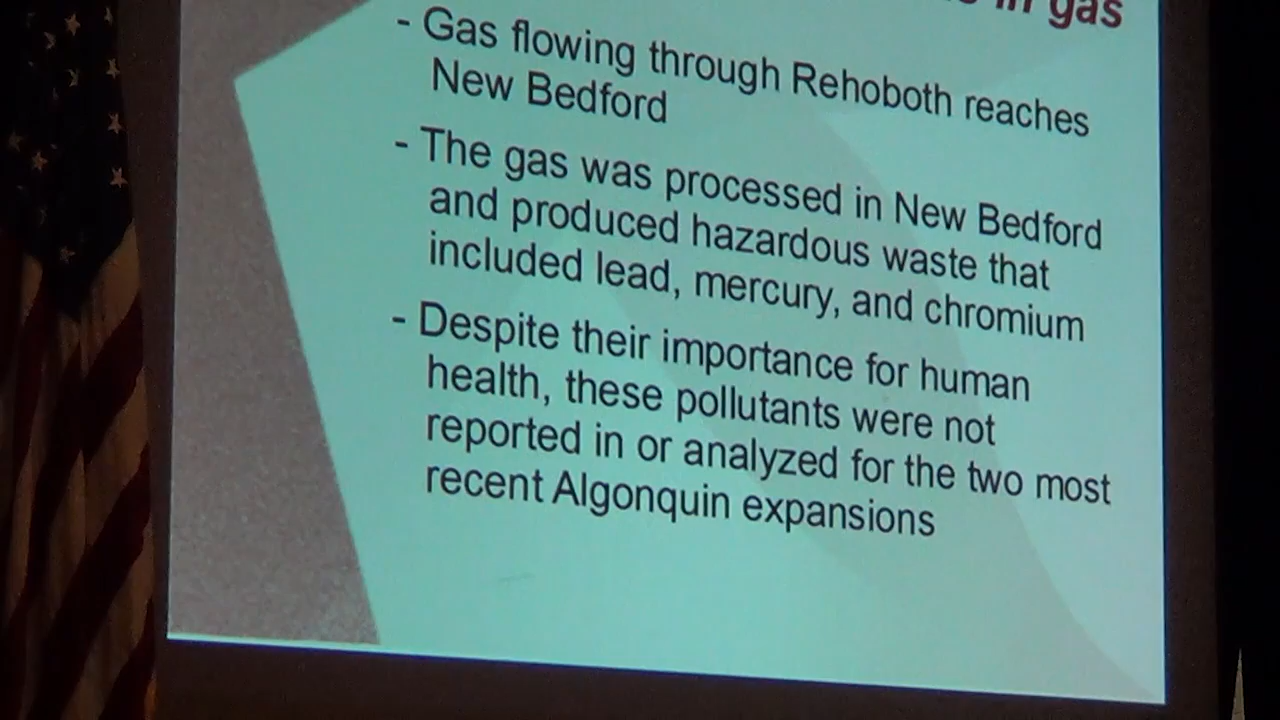 in gas
- Gas flowing through Rehoboth reaches
New Bedford
- The gas was processed in New Bedford
and produced hazardous waste that
included lead, mercury, and chromium
- Despite their importance for human
health, these pollutants were not
reported in or analyzed for the two most
recent Algonquin expansions